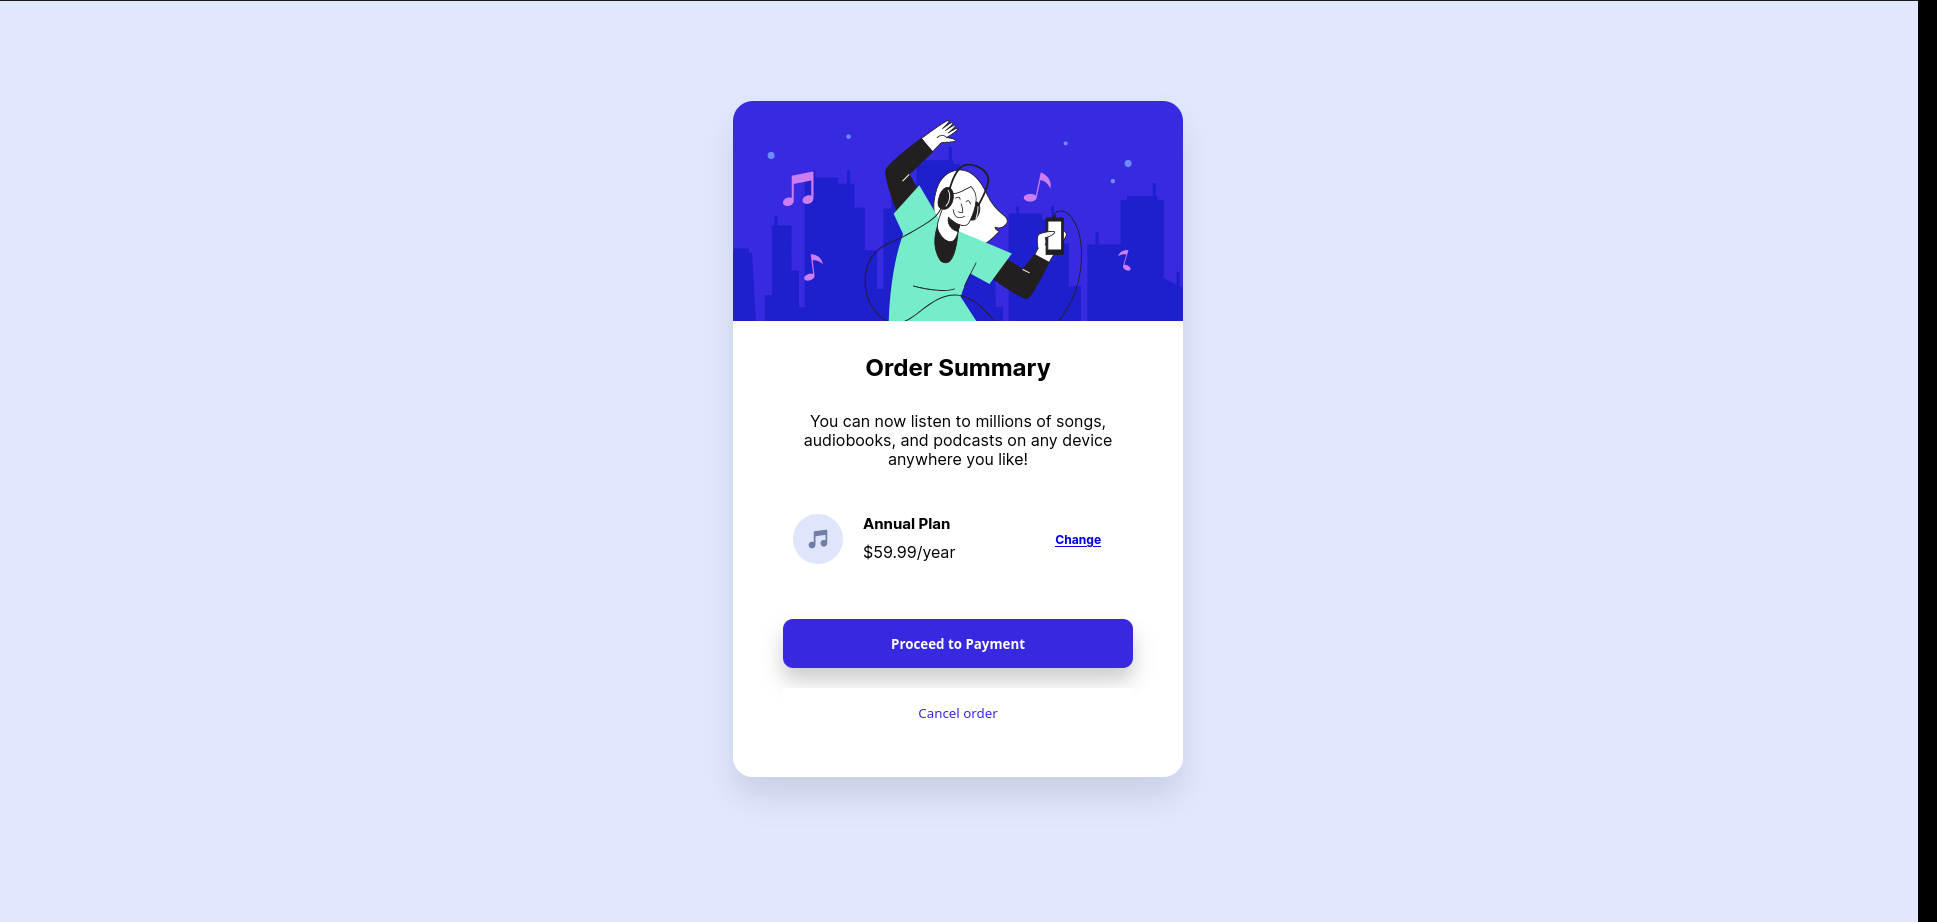 Order Summary
You can now listen to millions of songs,
audiobooks, and podcasts on any device
anywhere you like!
Annual Plan
$59.99/year
Change
Proceed to Payment
Cancel order